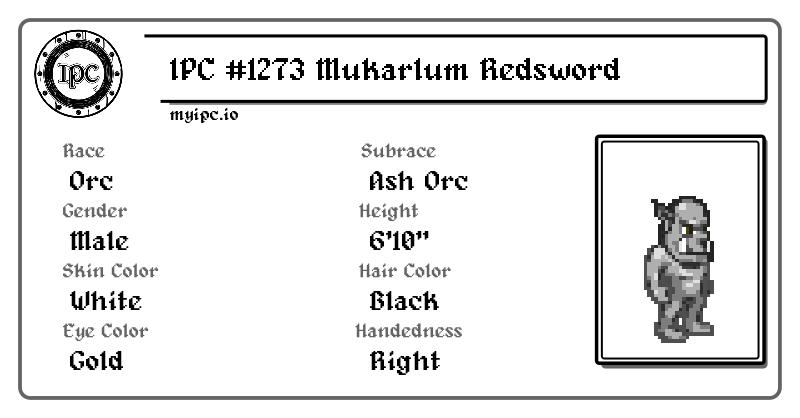 IPC
IPC #1273 Mukarlum Redsword
myipc.io
Race
Subrace
Orc
Ash Orc
Gender
Height
Male
6'10"
Skin Color
Hair Color
White
Black
Eye Color
Handedness
Gold
Right